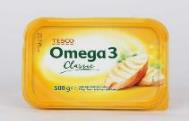 TESCO
Omega 3
Classic
500g e